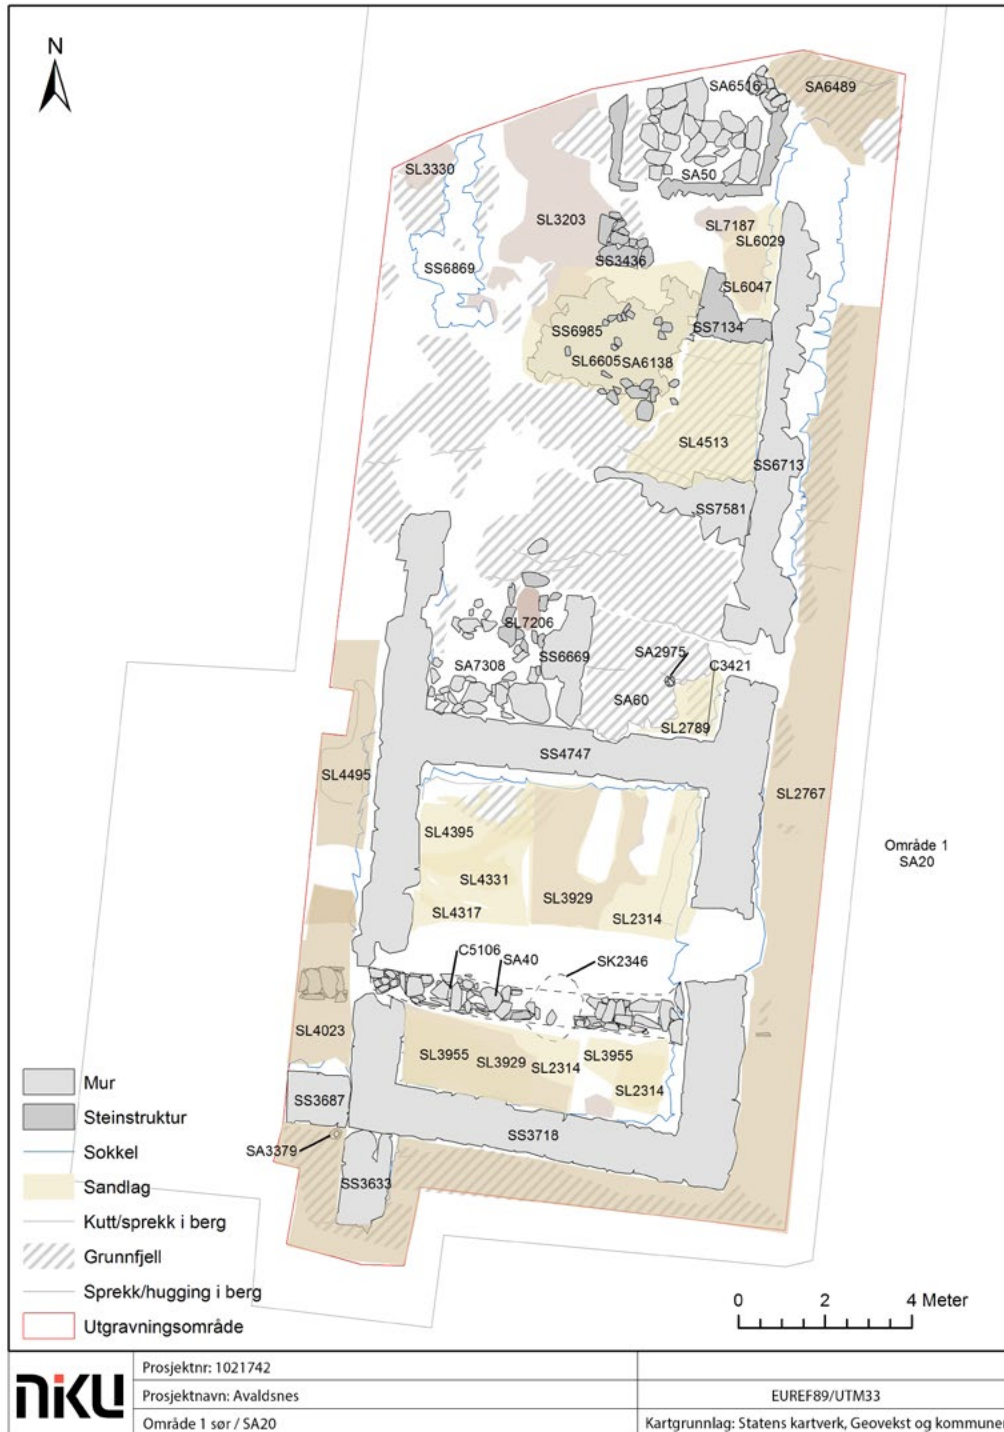 N
SA6516
SA6489
SL3330
SA50
SL3203
SL7187
SL6029
SS3436
SS6869
SL6047
SS7134
SS6985
SL6605
SA6138
SL4513
SS6713
SS7581
SL7206
SA7308
SS6669
SA2975
C3421
SA60
SL2789
SS4747
SL4495
SL2767
SL4395
Område 1
SA20
SL4331
SL3929
SL4317
SL2314
C5106
SA40
SK2346
SL4023
SL3955
SL3929
SL2314
SL3955
SL2314
SS3687
SS3718
SA3379
SS3633
Mur
Steinstruktur
Sokkel
Sandlag
Kutt/sprekk i berg
Grunnfjell
Sprekk/hugging i berg
Utgravningsområde
0 2 4 Meter
niku
Prosjektnr: 1021742
Prosjektnavn: Avaldsnes
EUREF89/UTM33
Område 1 sør / SA20
Kartgrunnlag: Statens kartverk, Geovekst og kommuner